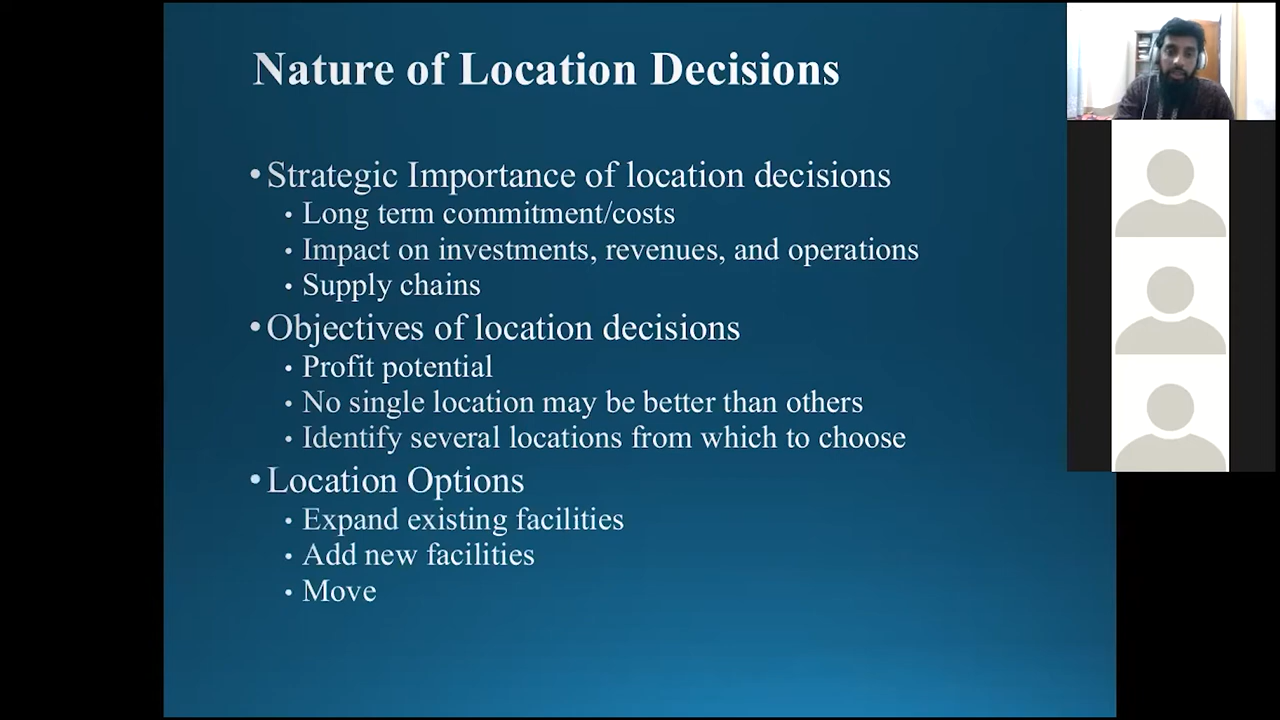 Nature of Location Decisions
•Strategic Importance of location decisions
• Long term commitment/costs
• Impact on investments, revenues, and operations
• Supply chains
•Objectives of location decisions
• Profit potential
• No single location may be better than others
• Identify several locations from which to choose
•Location Options
• Expand existing facilities
• Add new facilities
• Move